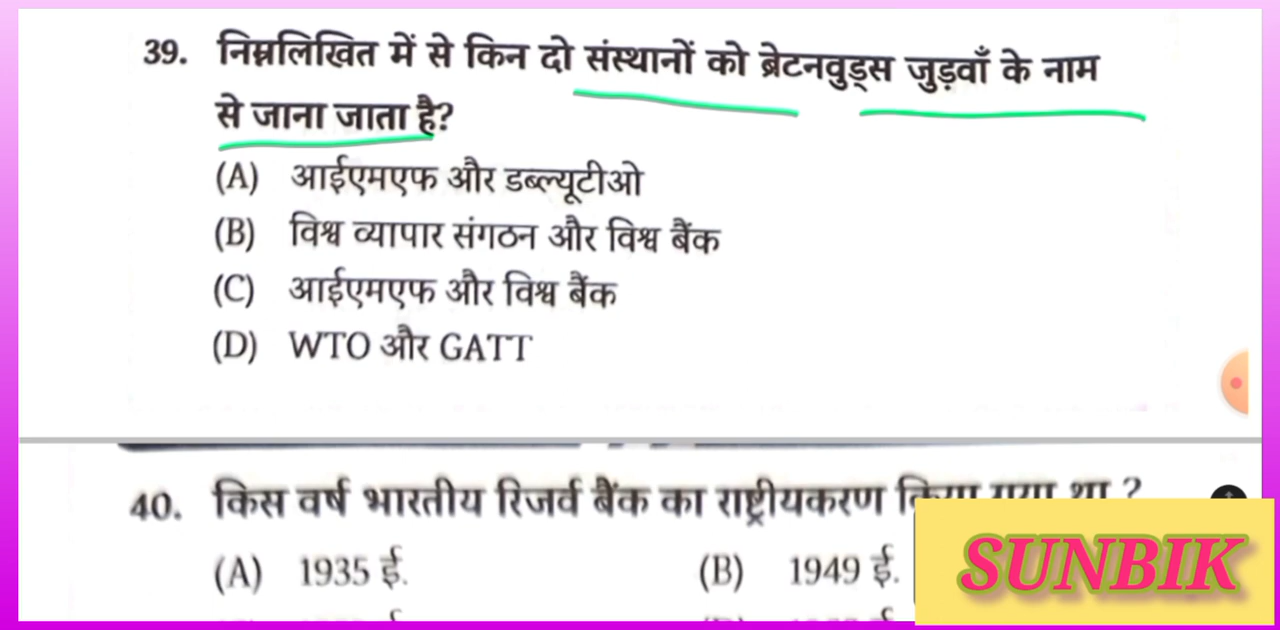 39. निम्नलिखित में से किन दो संस्थानों को ब्रेटनवुड्स जुड़वाँ के नाम
से जाना जाता है?
(A) आईएमएफ और डब्ल्यूटीओ
(B) विश्व व्यापार संगठन और विश्व बैंक
(C) आईएमएफ और विश्व बैंक
(D) WTO और GATT
40. किस वर्ष भारतीय रिजर्व बैंक का राष्ट्रीयकरण किया गया था ?
(A) 1935 ई. (B) 1949 ई.
SUNBIK